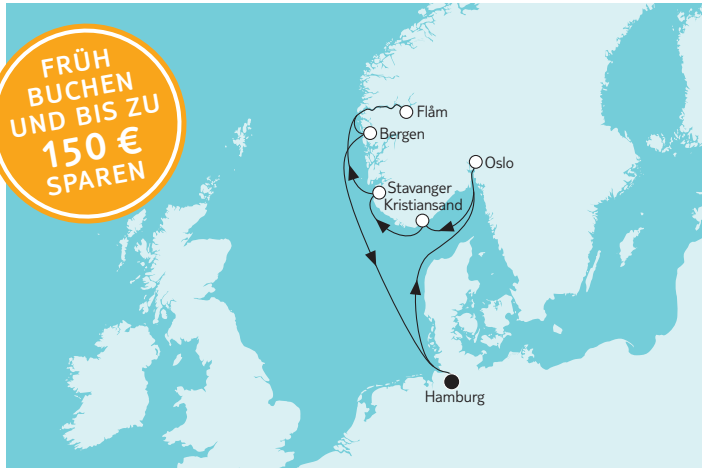 FRÜH
BUCHEN
UND BIS ZU
150 €
SPAREN
Flåm
Bergen
Oslo
Stavanger
Kristiansand
Hamburg